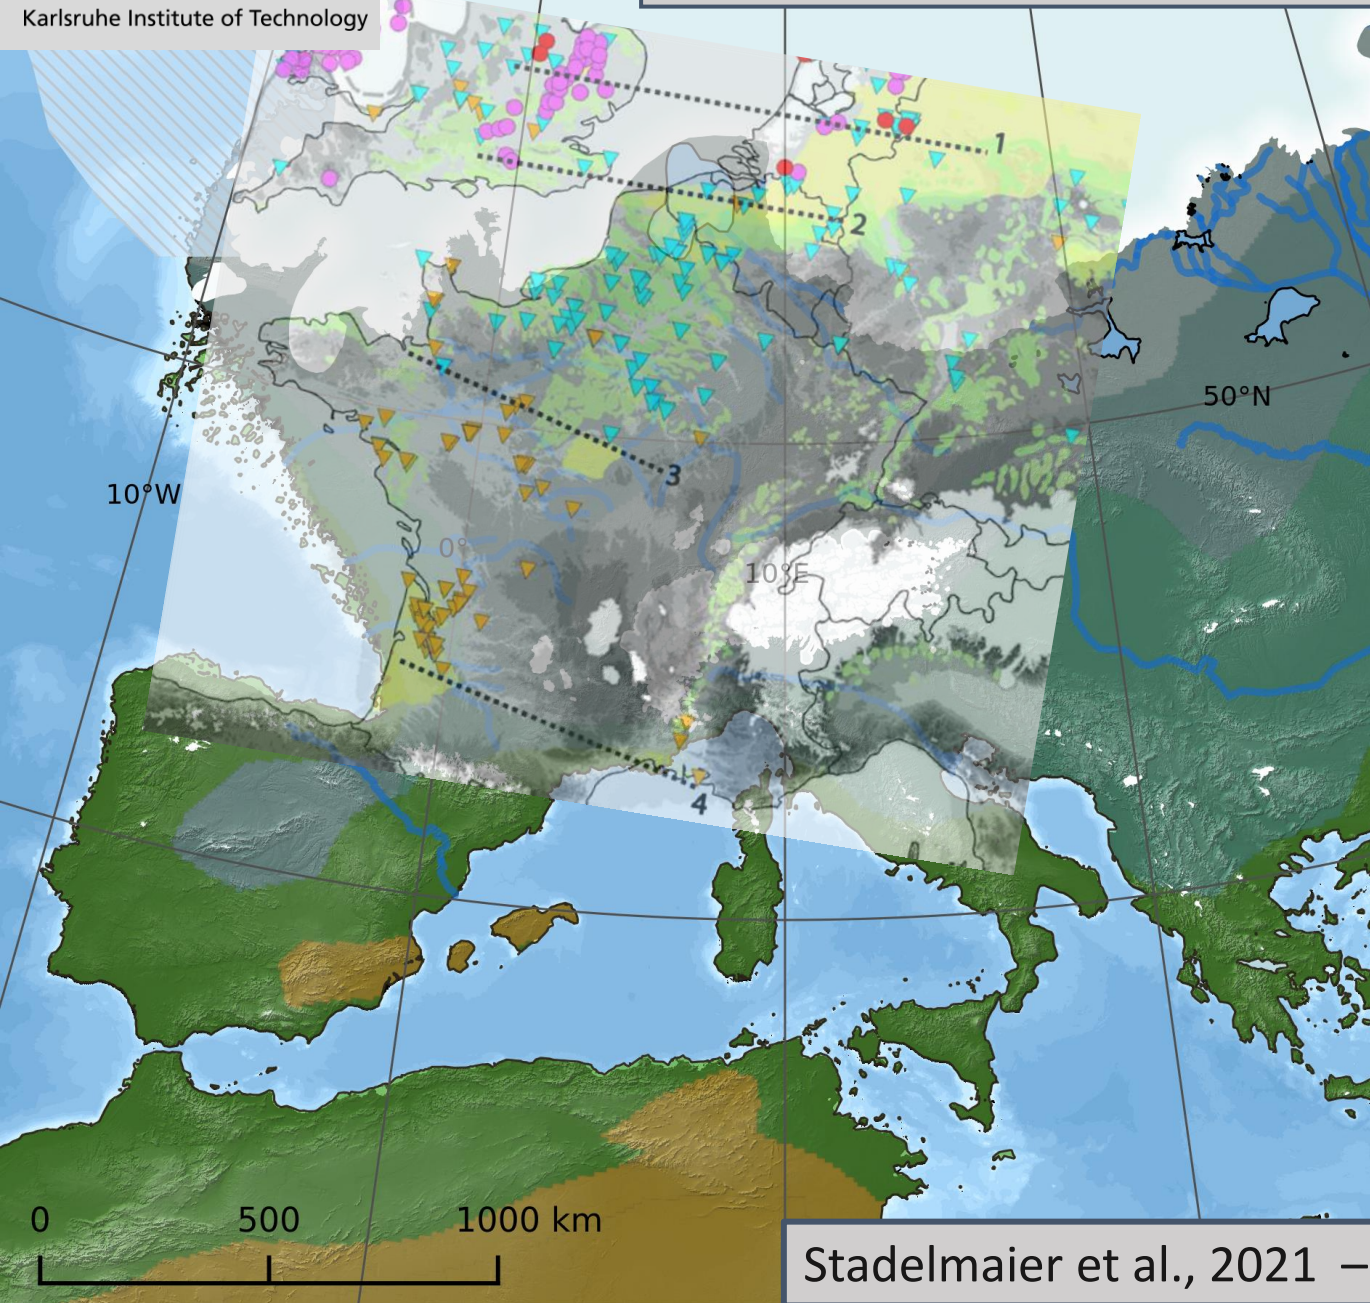 Karlsruhe Institute of Technology
1
2
50°N
3
10°W
0°
10°E
4
0 500 1000 km
Stadelmaier et al., 2021 –